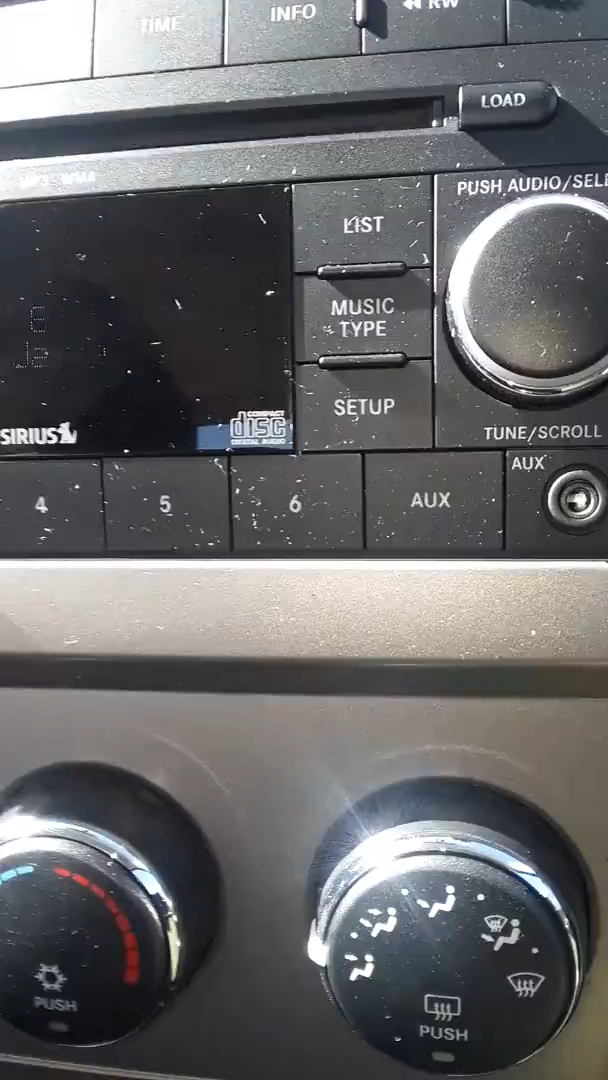 TIME
INFO
RW
LOAD
MP3 WMA
PUSH AUDIO/SELE
LIST
MUSIC
TYPE
SETUP
TUNE/SCROLL
SIRIUS
COMPACT
disc
DIGITAL AUDIO
4
5
6
AUX
AUX
PUSH
PUSH